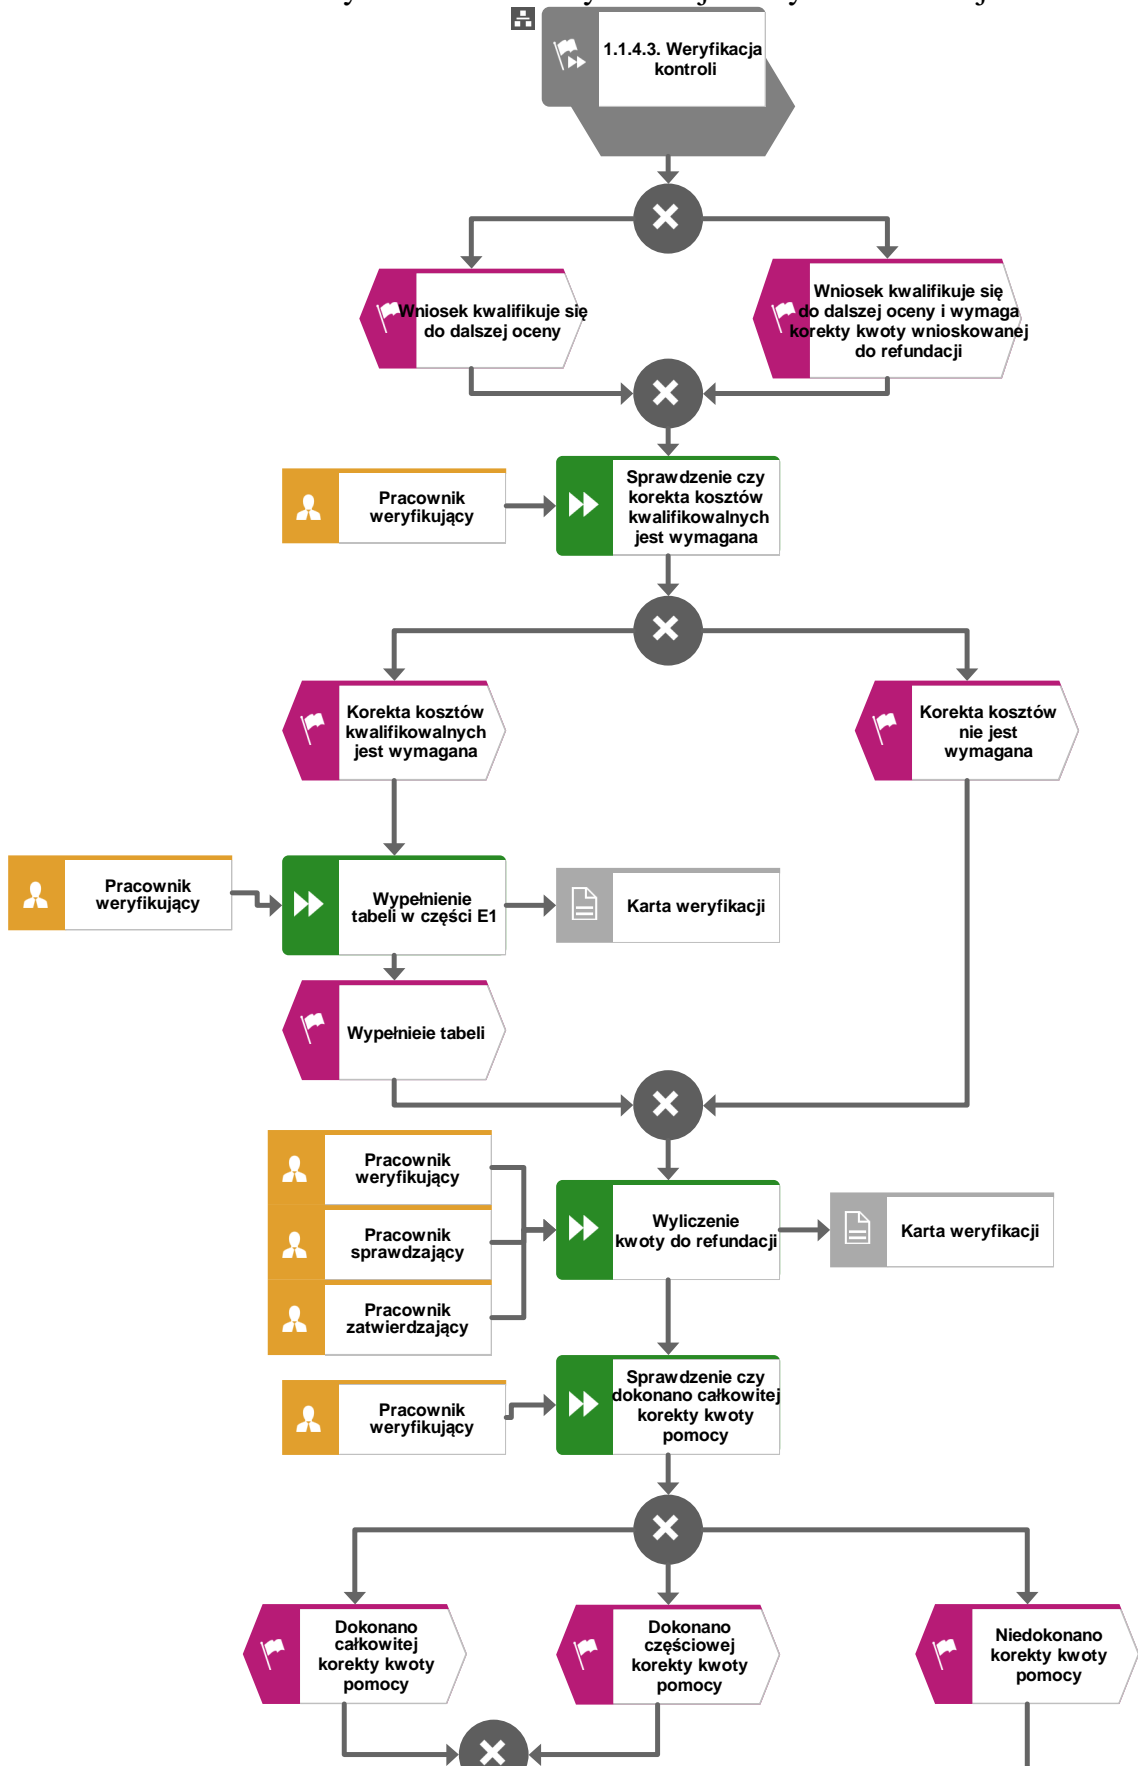 1.1.4.3. Weryfikacja
kontroli
Wniosek kwalifikuje się
do dalszej oceny
Wniosek kwalifikuje się
do dalszej oceny i wymaga
korekty kwoty wnioskowanej
do refundacji
Pracownik
weryfikujący
Sprawdzenie czy
korekta kosztów
kwalifikowalnych
jest wymagana
Korekta kosztów
kwalifikowalnych
jest wymagana
Korekta kosztów
nie jest
wymagana
Pracownik
weryfikujący
Wypełnienie
tabeli w części E1
Karta weryfikacji
Wypełnieie tabeli
Pracownik
weryfikujący
Pracownik
sprawdzający
Pracownik
zatwierdzający
Wyliczenie
kwoty do refundacji
Karta weryfikacji
Pracownik
weryfikujący
Sprawdzenie czy
dokonano całkowitej
korekty kwoty
pomocy
Dokonano
całkowitej
korekty kwoty
pomocy
Dokonano
częściowej
korekty kwoty
pomocy
Niedokonano
korekty kwoty
pomocy